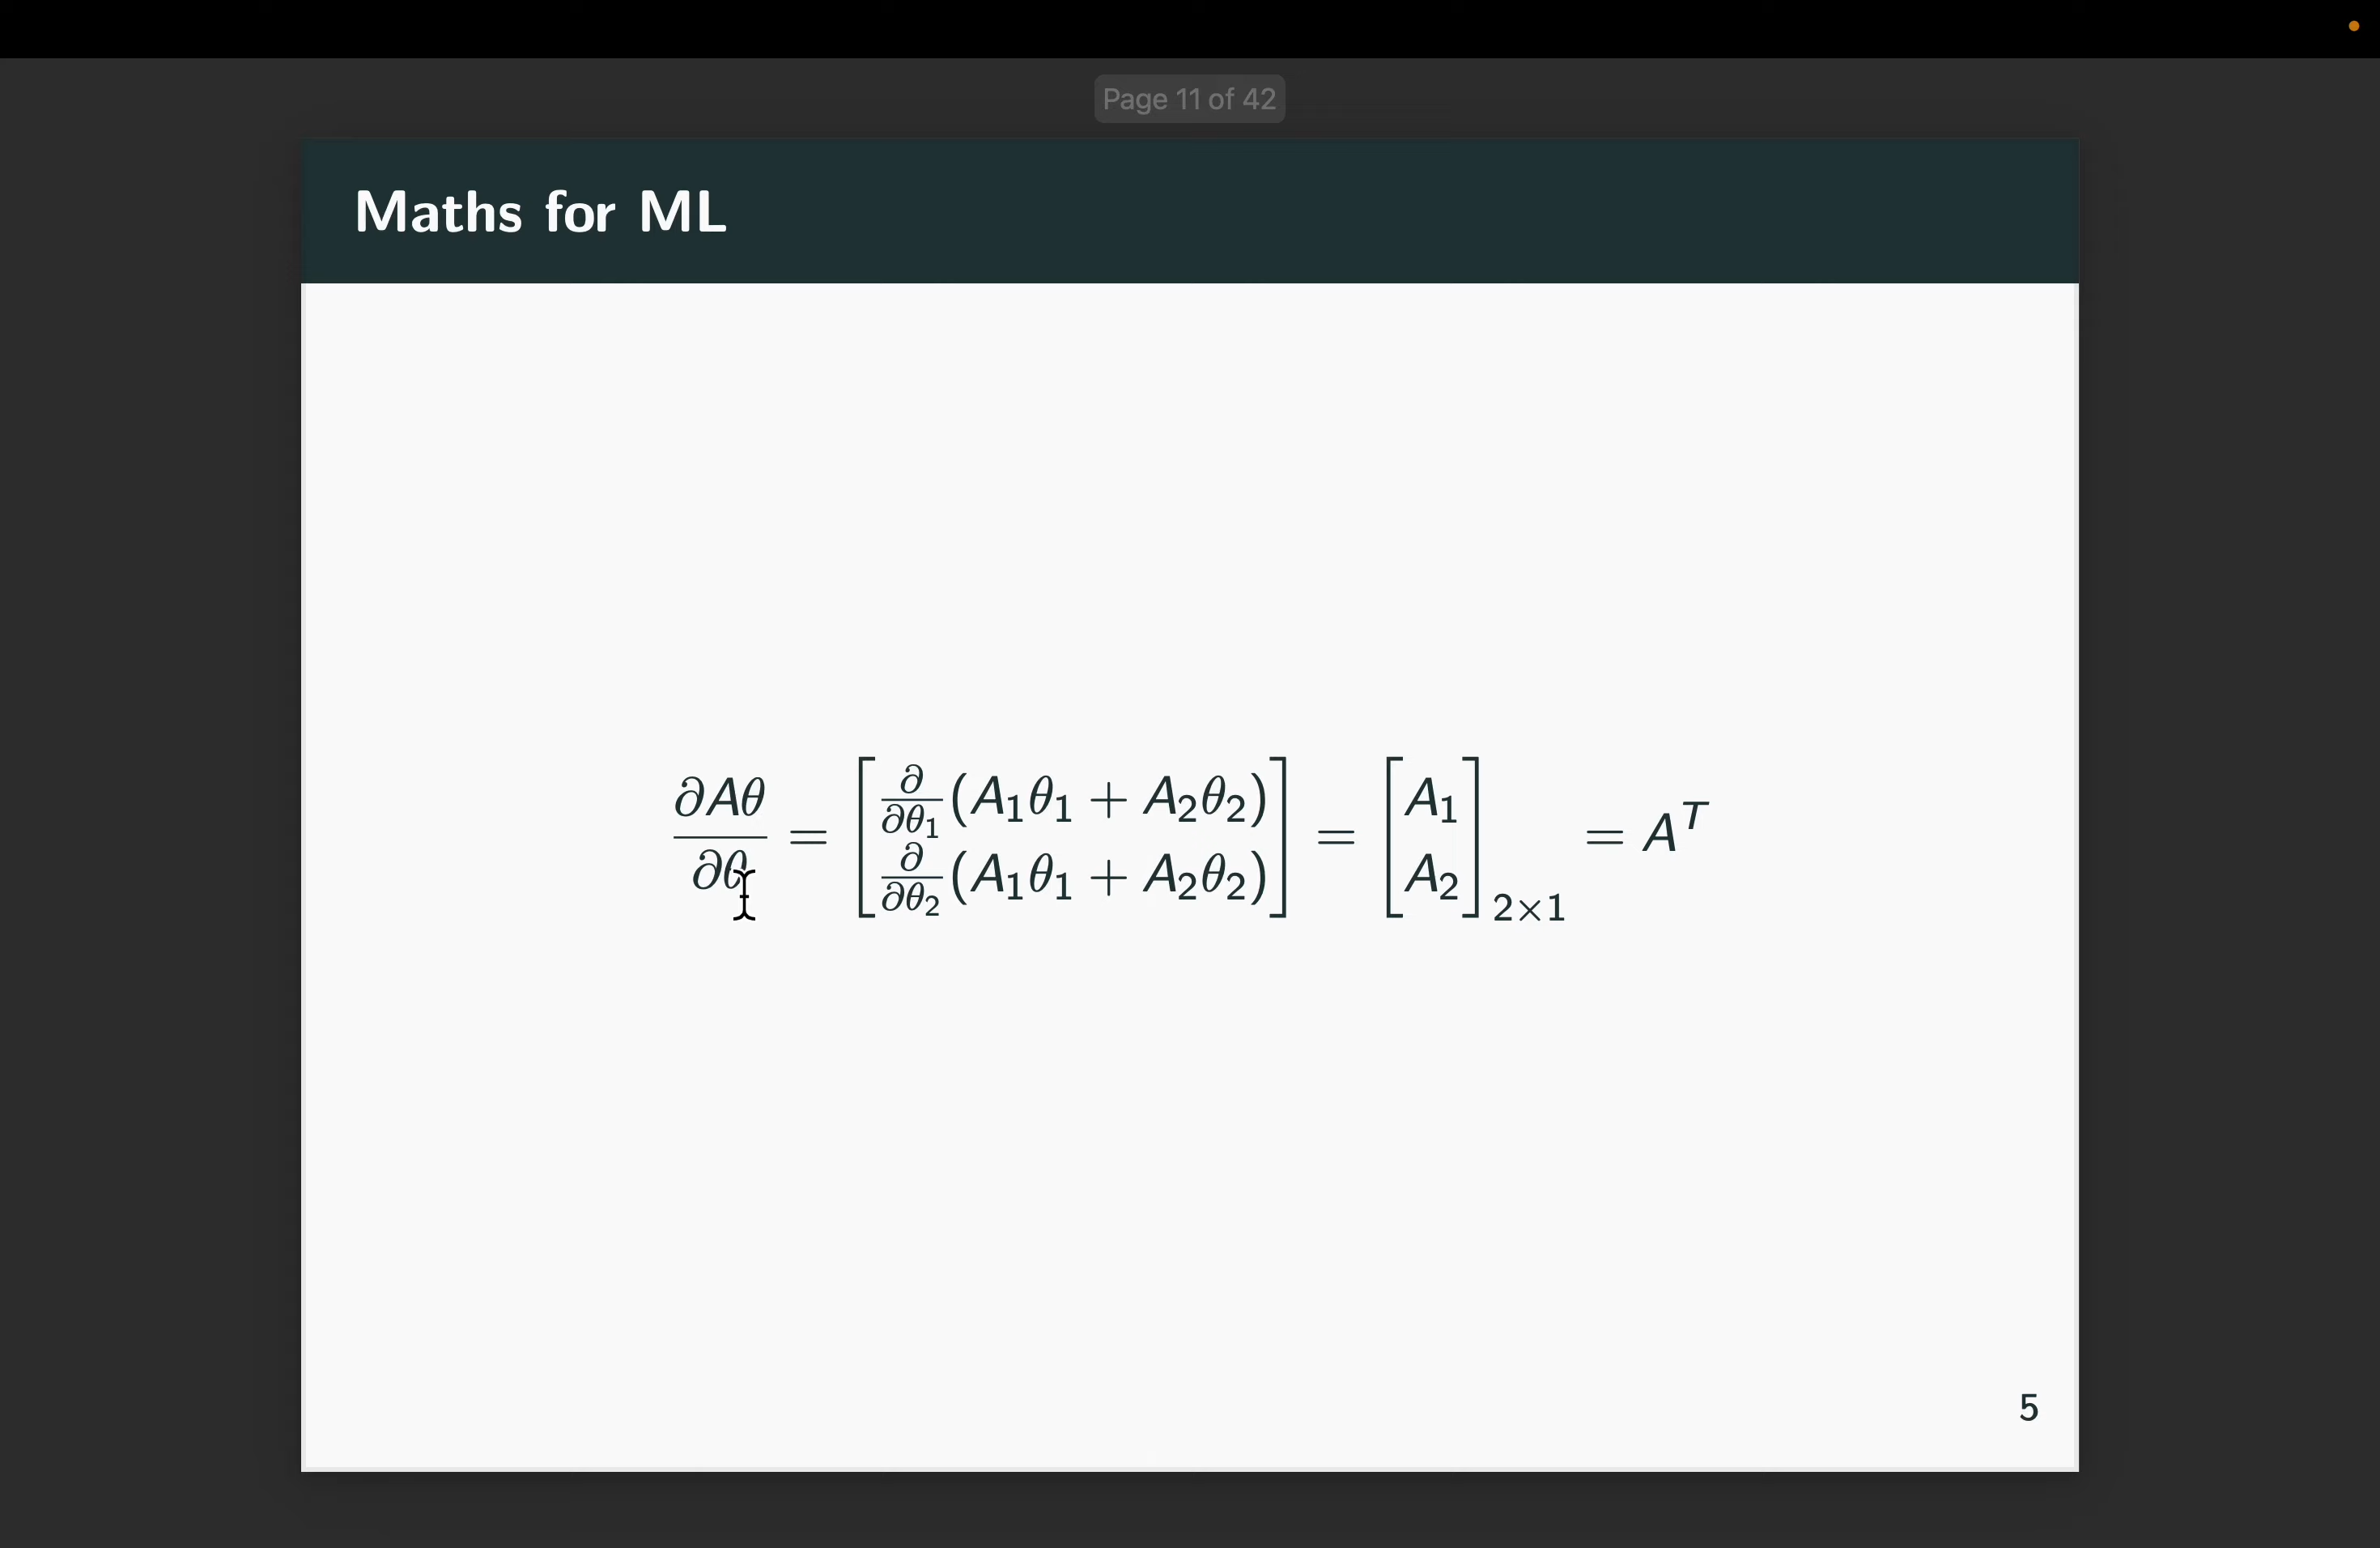 Page 11 of 42
Maths for ML
∂Aθ/∂θ = [∂/∂θ₁(A₁θ₁ + A₂θ₂) ; ∂/∂θ₂(A₁θ₁ + A₂θ₂)] = [A₁ ; A₂]₂ₓ₁ = Aᵀ
5